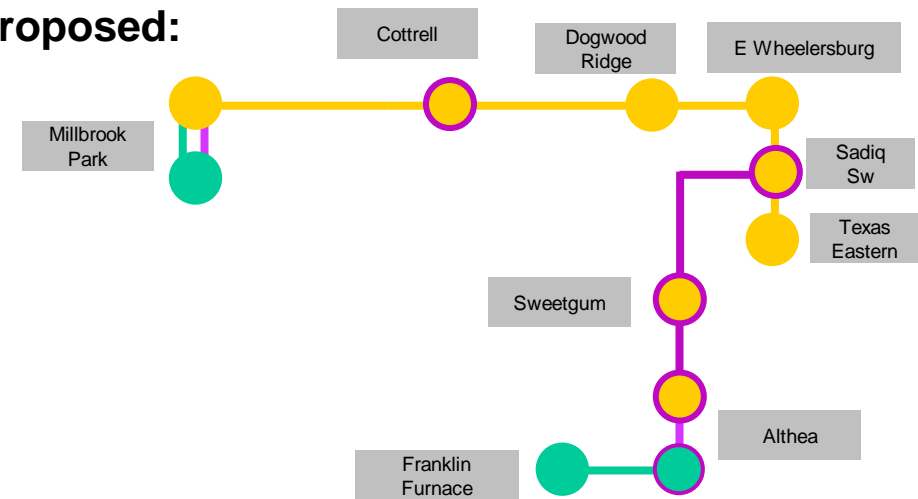 roposed:
Cottrell
Dogwood
Ridge
E Wheelersburg
Millbrook
Park
Sadiq
Sw
Texas
Eastern
Sweetgum
Althea
Franklin
Furnace